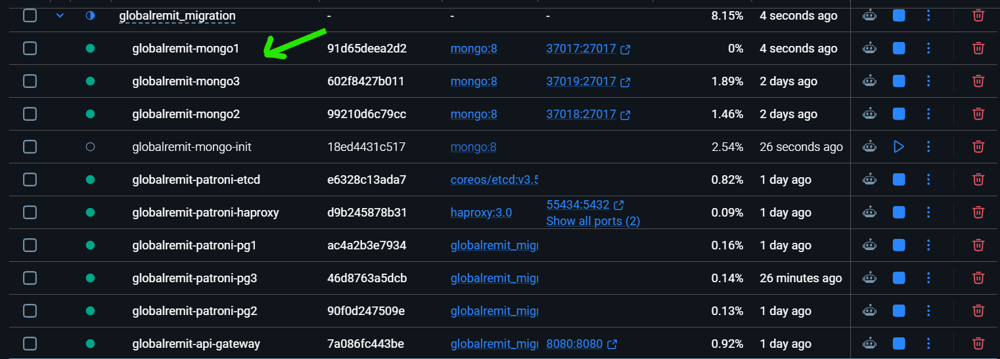 globalremit_migration - - - 8.15% 4 seconds ago
globalremit-mongo1 91d65deea2d2 mongo:8 37017:27017 0% 4 seconds ago
globalremit-mongo3 602f8427b011 mongo:8 37019:27017 1.89% 2 days ago
globalremit-mongo2 99210d6c79cc mongo:8 37018:27017 1.46% 2 days ago
globalremit-mongo-init 18ed4431c517 mongo:8 2.54% 26 seconds ago
globalremit-patroni-etcd e6328c13ada7 coreos/etcd:v3.5 0.82% 1 day ago
globalremit-patroni-haproxy d9b245878b31 haproxy:3.0 55434:5432 0.09% 1 day ago
Show all ports (2)
globalremit-patroni-pg1 ac4a2b3e7934 globalremit_migr 0.16% 1 day ago
globalremit-patroni-pg3 46d8763a5dcb globalremit_migr 0.14% 26 minutes ago
globalremit-patroni-pg2 90f0d247509e globalremit_migr 0.13% 1 day ago
globalremit-api-gateway 7a086fc443be globalremit_migr 8080:8080 0.92% 1 day ago